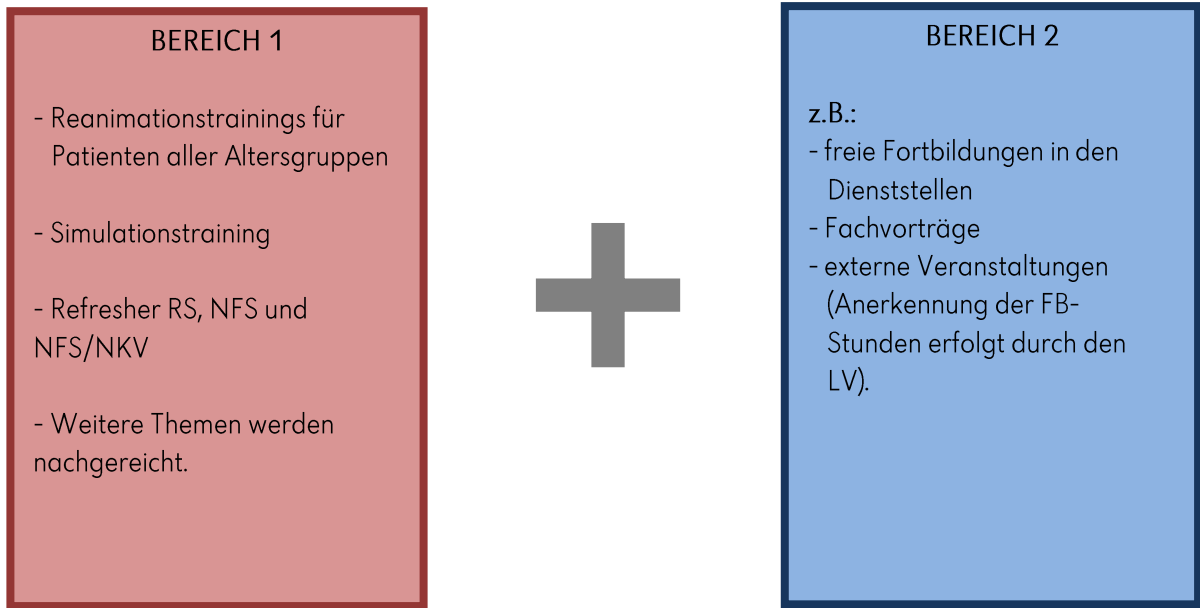 BEREICH 1
- Reanimationstrainings für
Patienten aller Altersgruppen
- Simulationstraining
- Refresher RS, NFS und
NFS/NKV
- Weitere Themen werden
nachgereicht.
BEREICH 2
z.B.:
- freie Fortbildungen in den
Dienststellen
- Fachvorträge
- externe Veranstaltungen
(Anerkennung der FB-
Stunden erfolgt durch den
LV).